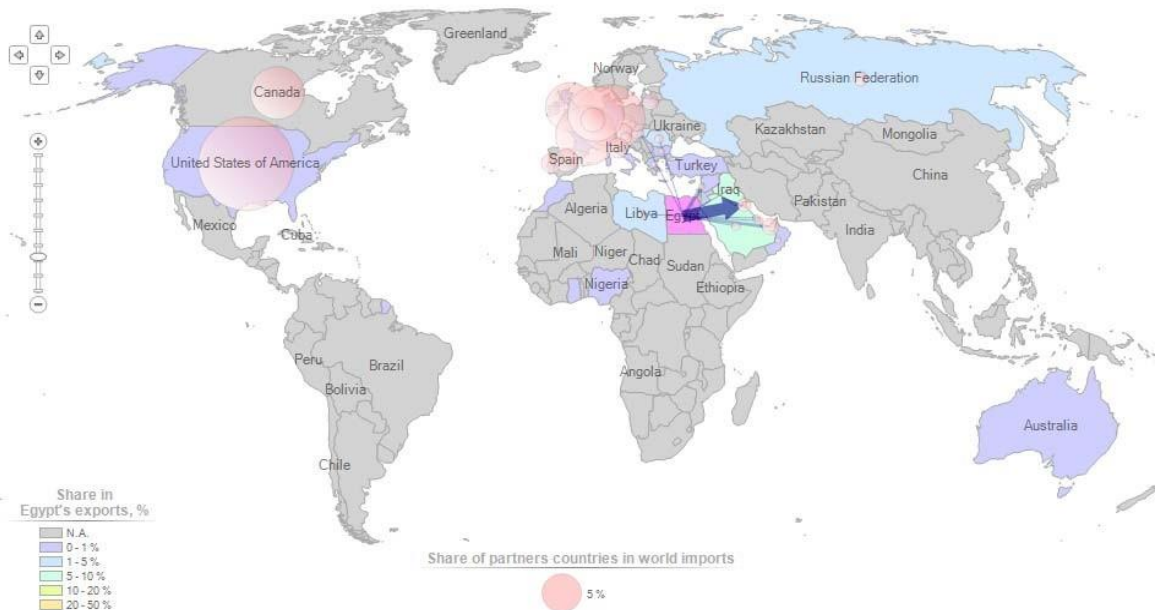 Greenland
Norway
Russian Federation
Canada
Ukraine
Kazakhstan
Mongolia
Italy
Spain
United States of America
Turkey
China
Iraq
Pakistan
Algeria
Libya
Egypt
Mexico
Cuba
India
Mali
Niger
Chad
Sudan
Nigeria
Ethiopia
Peru
Brazil
Angola
Bolivia
Australia
Chile
Share in
Egypt's exports, %
N.A.
0 - 1 %
1 - 5 %
5 - 10 %
10 - 20 %
20 - 50 %
Share of partners countries in world imports
5 %